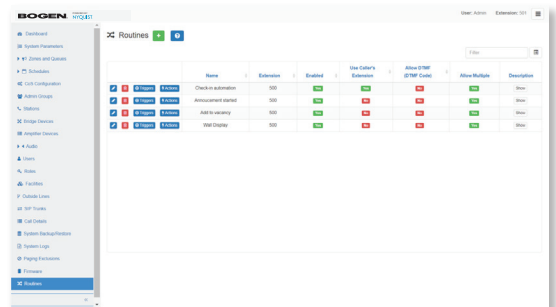 User: Admin Extension: 501
BOGEN NYQUIST
Dashboard
System Parameters
Zones and Queues
Schedules
CoS Configuration
Admin Groups
Stations
Bridge Devices
Amplifier Devices
Audio
Users
Roles
Facilities
Outside Lines
SIP Trunks
Call Details
System Backup/Restore
System Logs
Paging Exclusions
Firmware
Routines
Routines + ?
Filter
Name Extension Enabled Use Caller's Extension Allow DTMF (DTMF Code) Allow Multiple Description
Triggers Actions Check-in automation 500 Yes Yes No Yes Show
Triggers Actions Announcement started 500 Yes No No Yes Show
Triggers Actions Add to vacancy 500 Yes No No Yes Show
Triggers Actions Wall Display 500 Yes No No Yes Show